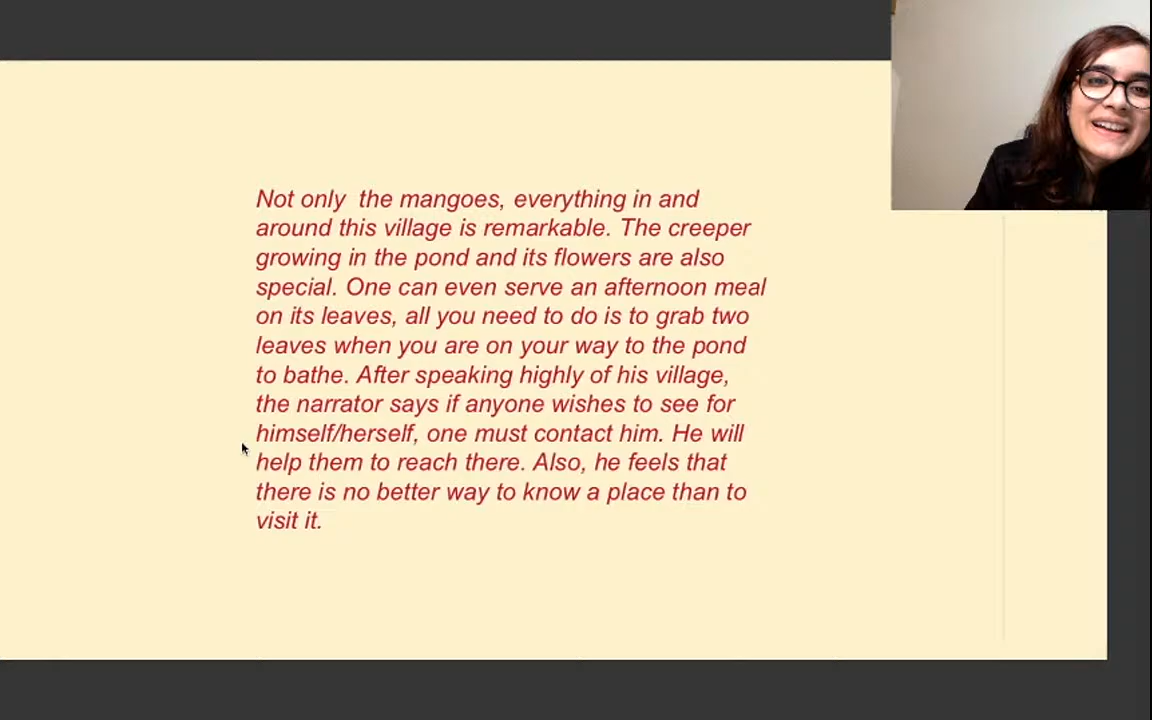 Not only  the mangoes, everything in and
around this village is remarkable. The creeper
growing in the pond and its flowers are also
special. One can even serve an afternoon meal
on its leaves, all you need to do is to grab two
leaves when you are on your way to the pond
to bathe. After speaking highly of his village,
the narrator says if anyone wishes to see for
himself/herself, one must contact him. He will
help them to reach there. Also, he feels that
there is no better way to know a place than to
visit it.